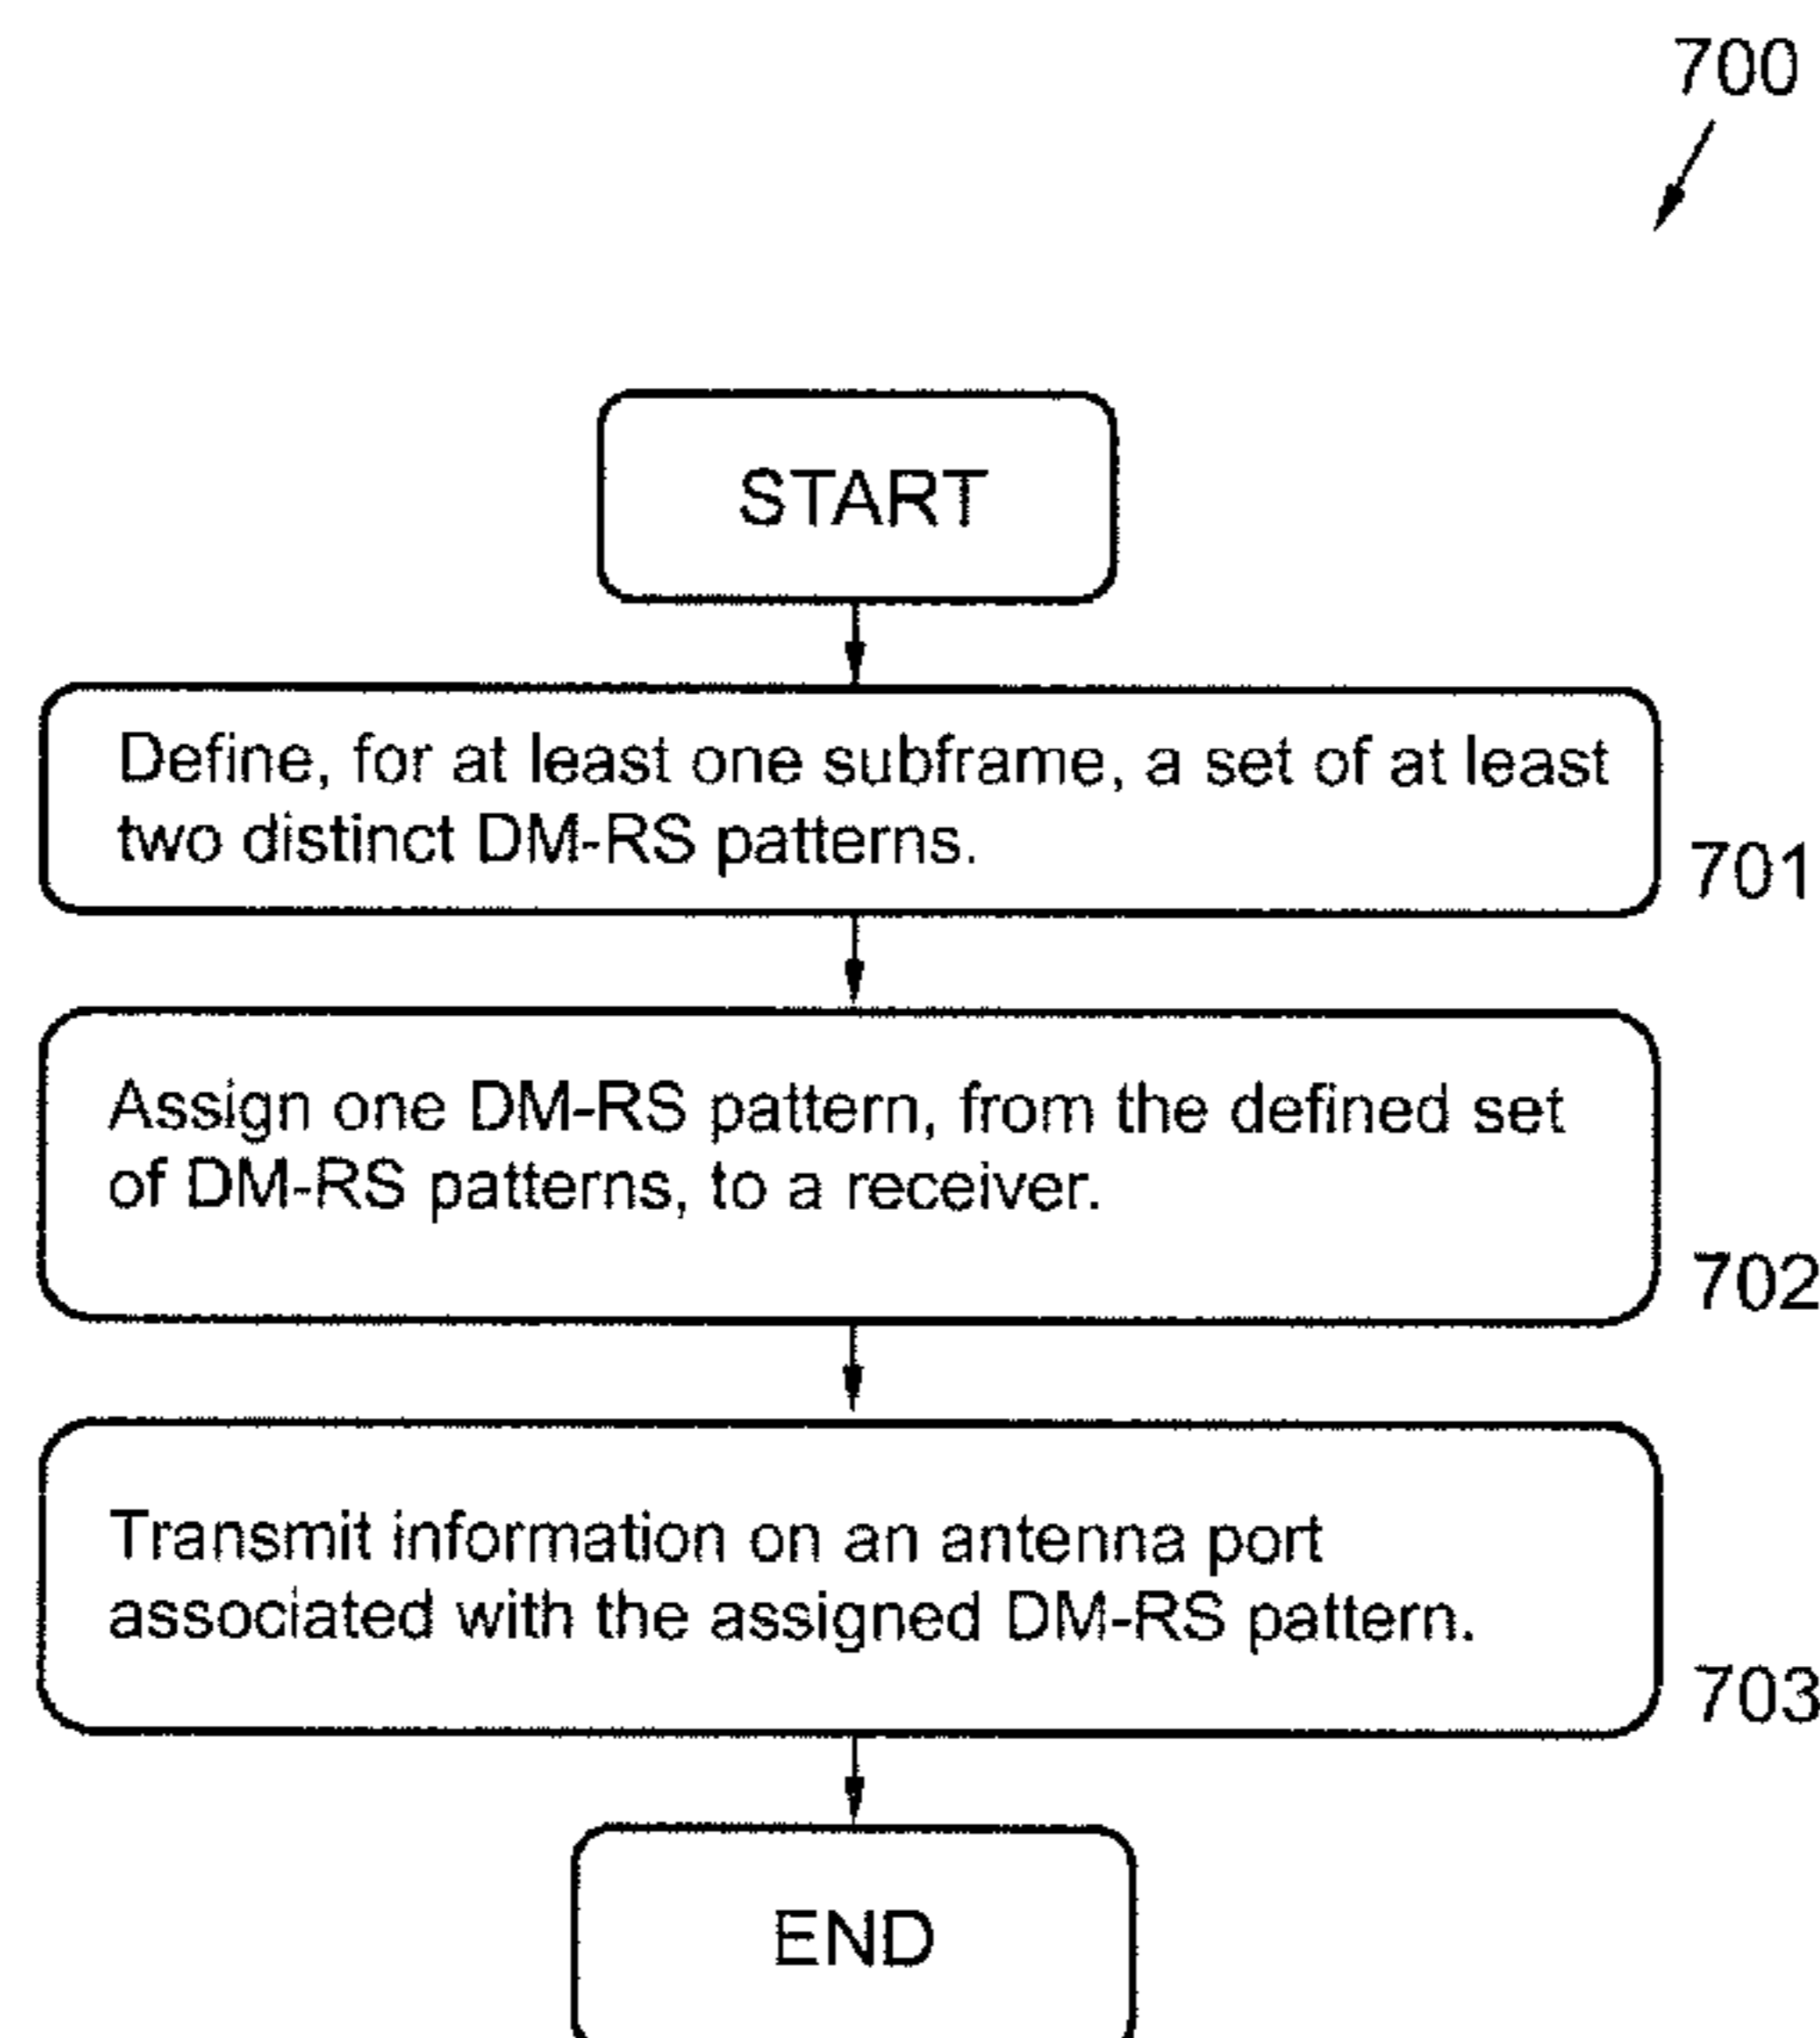 700
START
Define, for at least one subframe, a set of at least
two distinct DM-RS patterns.
701
Assign one DM-RS pattern, from the defined set
of DM-RS patterns, to a receiver.
702
Transmit information on an antenna port
associated with the assigned DM-RS pattern.
703
END